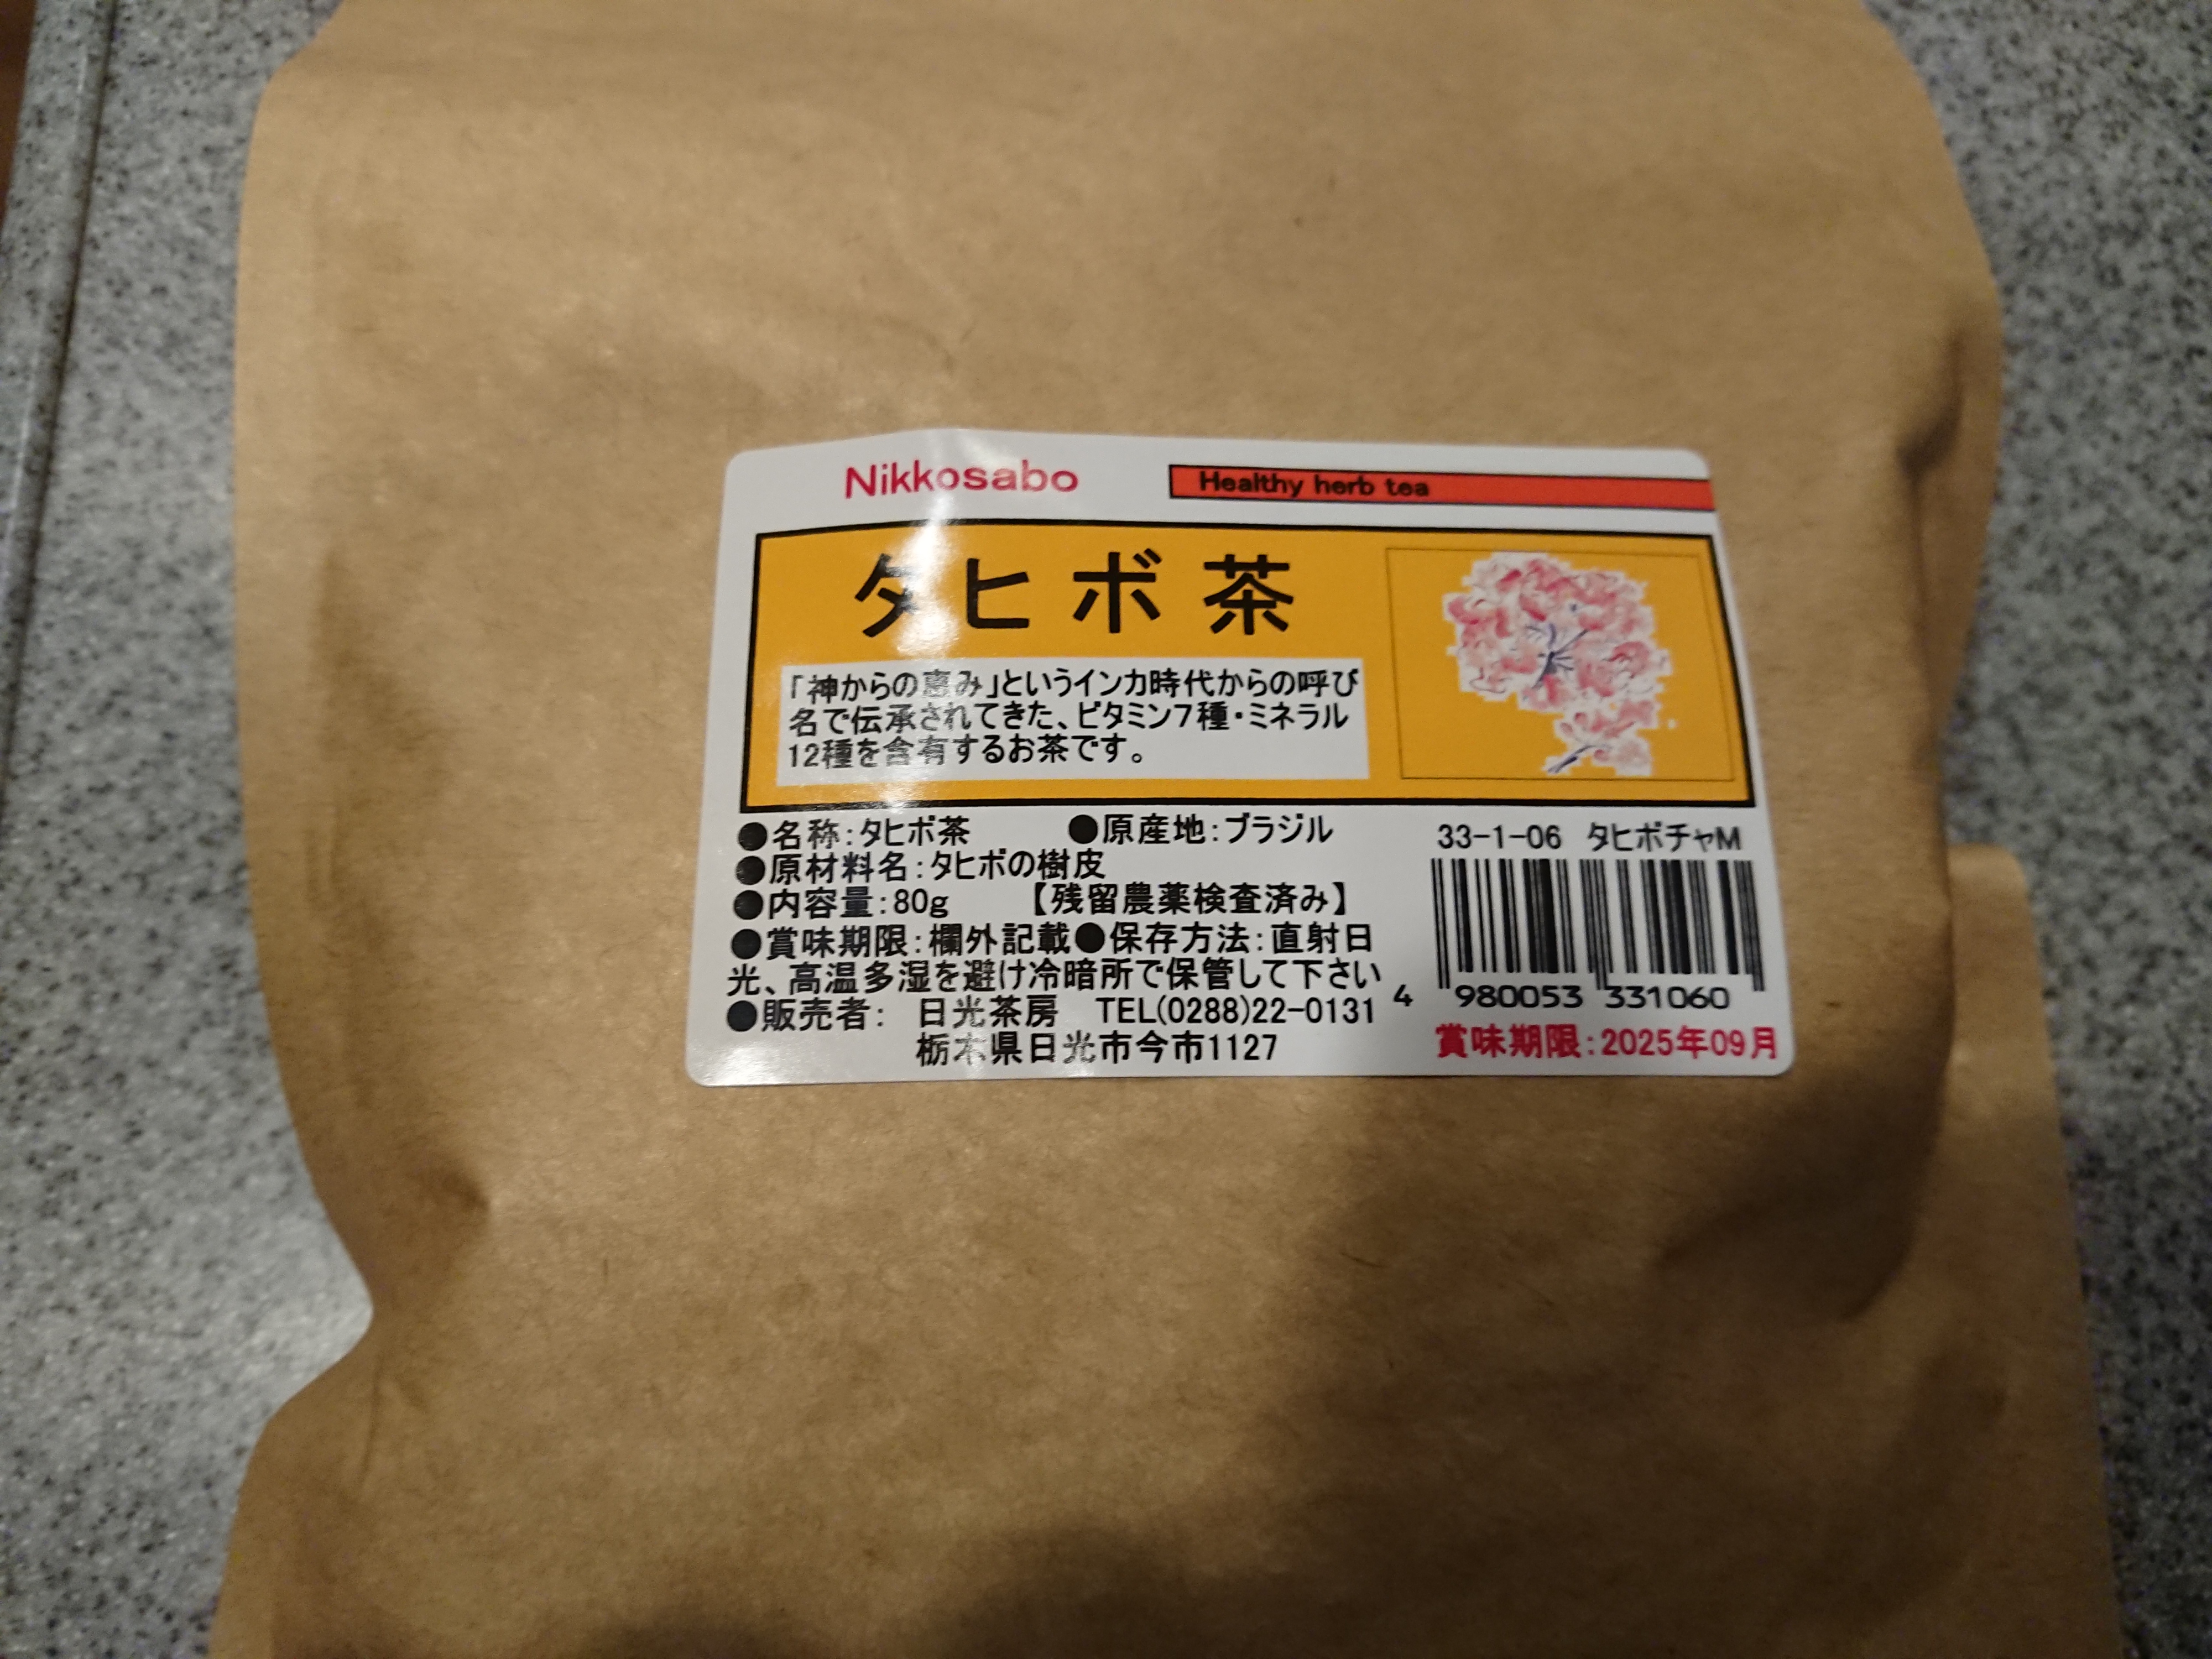 Nikkosabo Healthy herb tea
タヒボ茶
「神からの恵み」というインカ時代からの呼び
名で伝承されてきた、ビタミン7種・ミネラル
12種を含有するお茶です。
●名称:タヒボ茶 ●原産地:ブラジル
●原材料名:タヒボの樹皮
●内容量:80g 【残留農薬検査済み】
●賞味期限:欄外記載●保存方法:直射日
光、高温多湿を避け冷暗所で保管して下さい
●販売者: 日光茶房 TEL(0288)22-0131
栃木県日光市今市1127
33-1-06 タヒボチャM
4 980053 331060
賞味期限:2025年09月